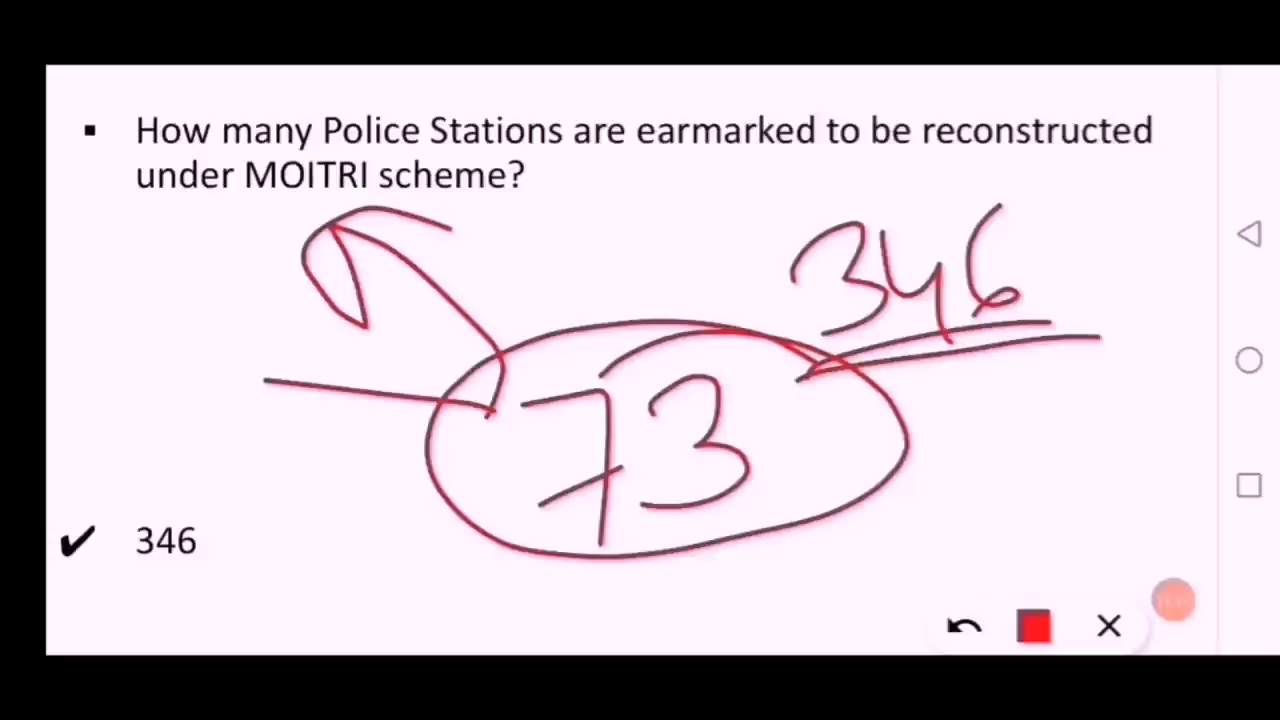 ▪ How many Police Stations are earmarked to be reconstructed
under MOITRI scheme?
346
73
✔ 346